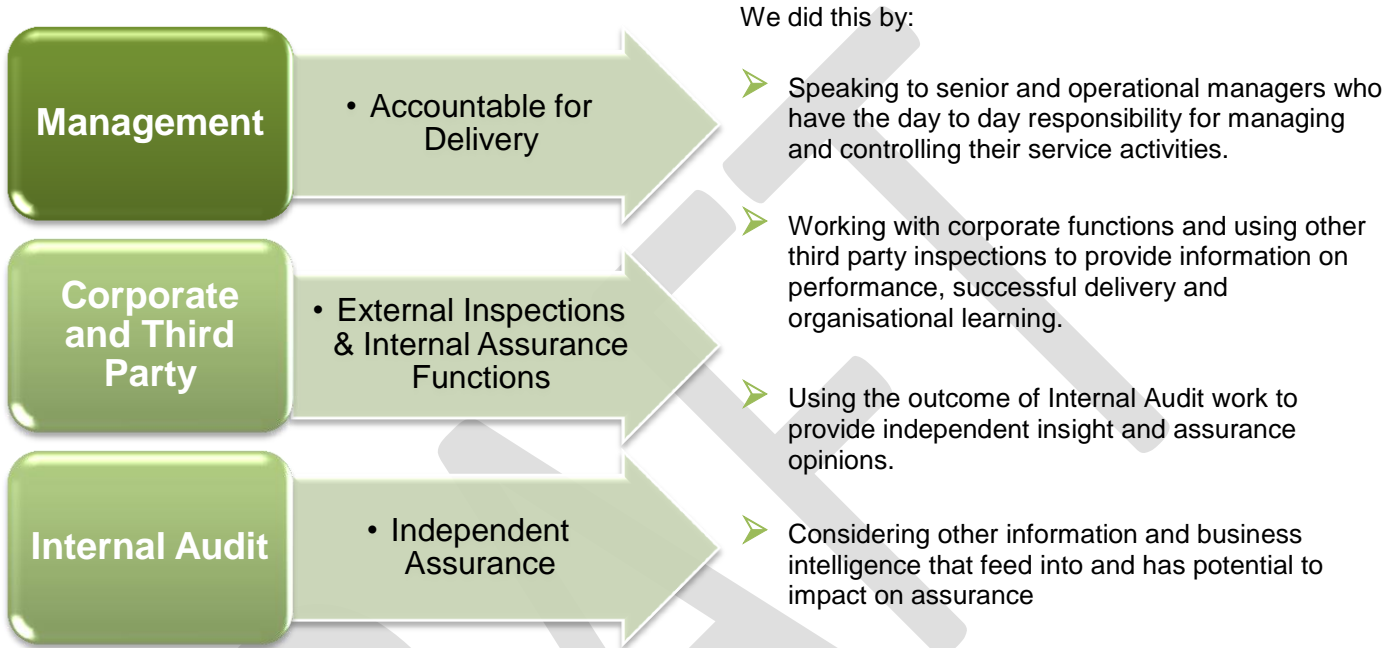 Management
• Accountable for
Delivery
Corporate
and Third
Party
• External Inspections
& Internal Assurance
Functions
Internal Audit
• Independent
Assurance
We did this by:
➢ Speaking to senior and operational managers who
have the day to day responsibility for managing
and controlling their service activities.
➢ Working with corporate functions and using other
third party inspections to provide information on
performance, successful delivery and
organisational learning.
➢ Using the outcome of Internal Audit work to
provide independent insight and assurance
opinions.
➢ Considering other information and business
intelligence that feed into and has potential to
impact on assurance